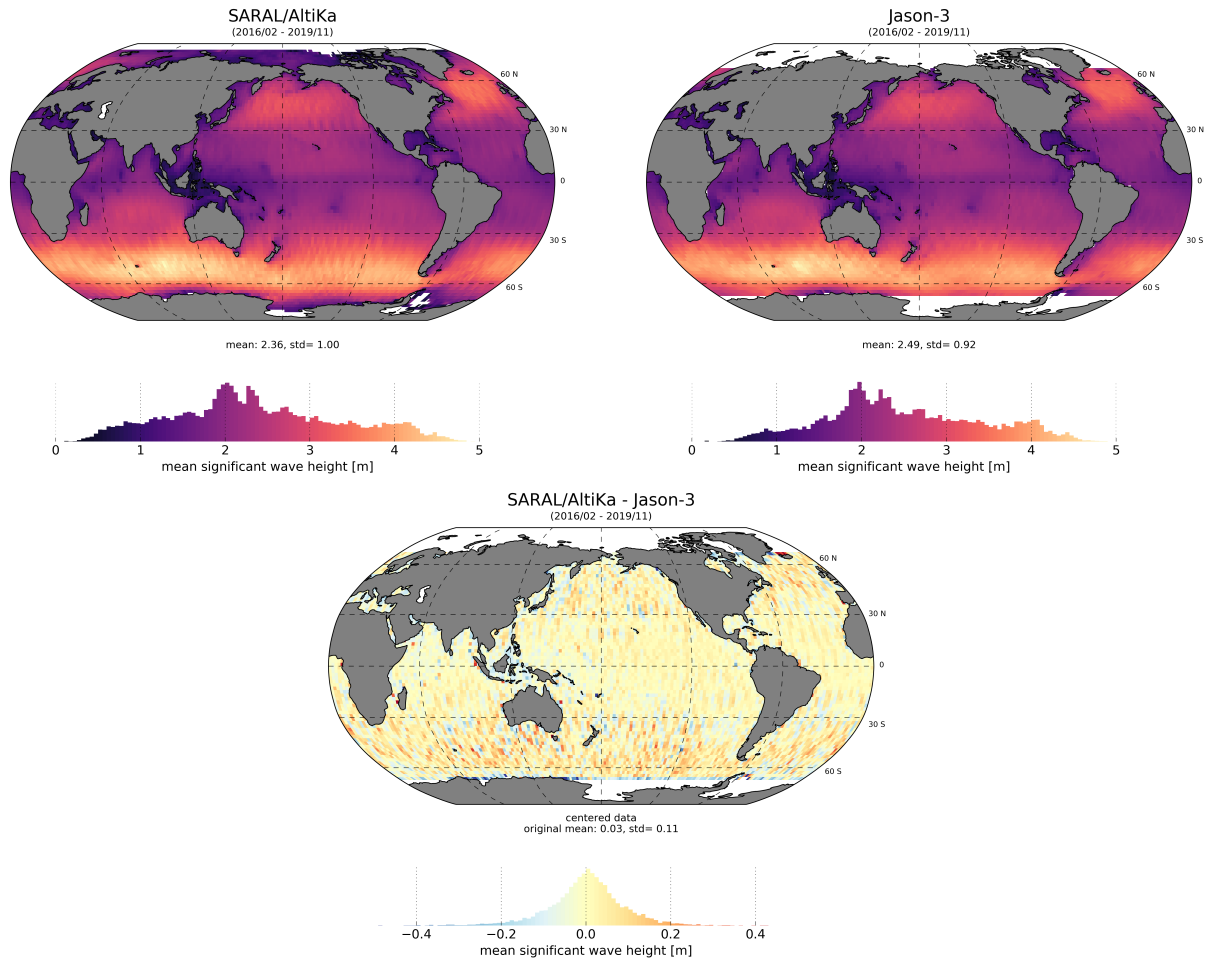 SARAL/AltiKa
(2016/02 - 2019/11)
60 N
30 N
0
30 S
60 S
mean: 2.36, std= 1.00
0 1 2 3 4 5
mean significant wave height [m]
Jason-3
(2016/02 - 2019/11)
60 N
30 N
0
30 S
60 S
mean: 2.49, std= 0.92
0 1 2 3 4 5
mean significant wave height [m]
SARAL/AltiKa - Jason-3
(2016/02 - 2019/11)
60 N
30 N
0
30 S
60 S
centered data
original mean: 0.03, std= 0.11
−0.4 −0.2 0.0 0.2 0.4
mean significant wave height [m]